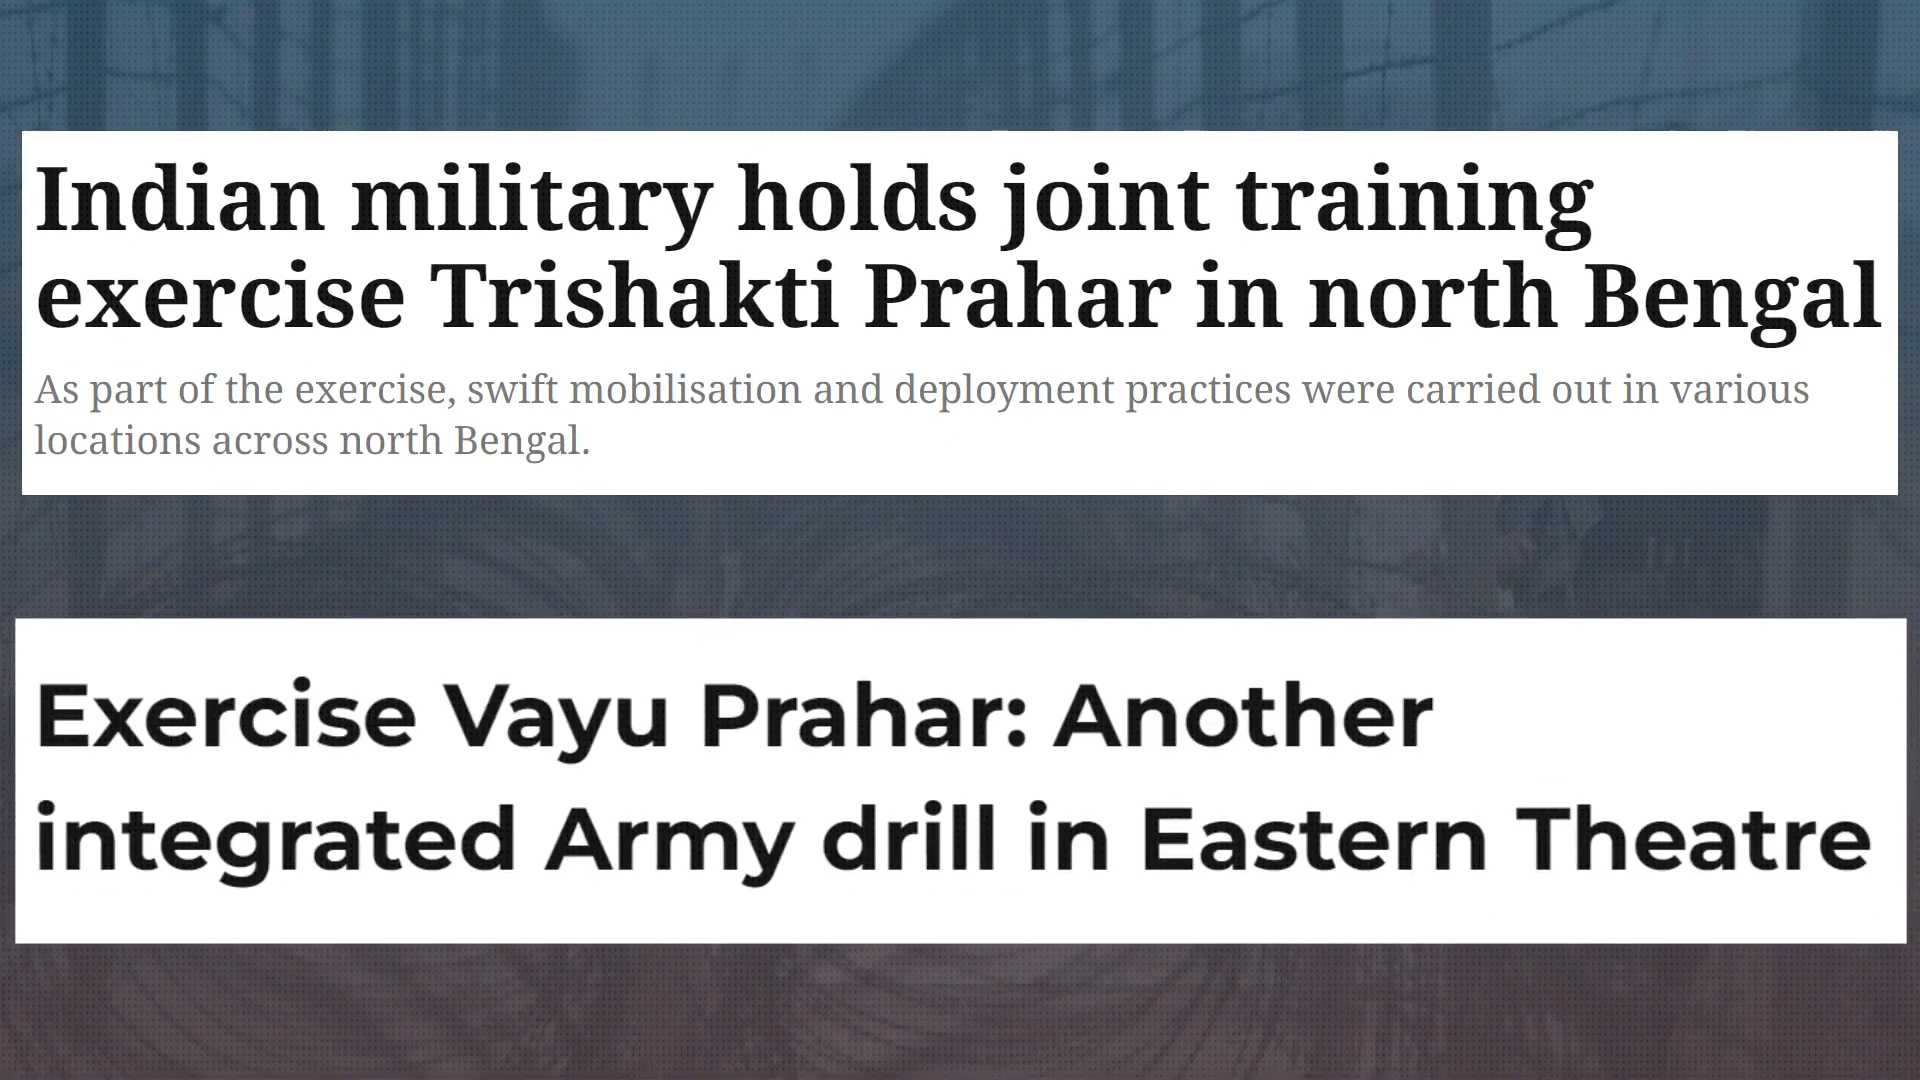 Indian military holds joint training
exercise Trishakti Prahar in north Bengal
As part of the exercise, swift mobilisation and deployment practices were carried out in various
locations across north Bengal.
Exercise Vayu Prahar: Another
integrated Army drill in Eastern Theatre